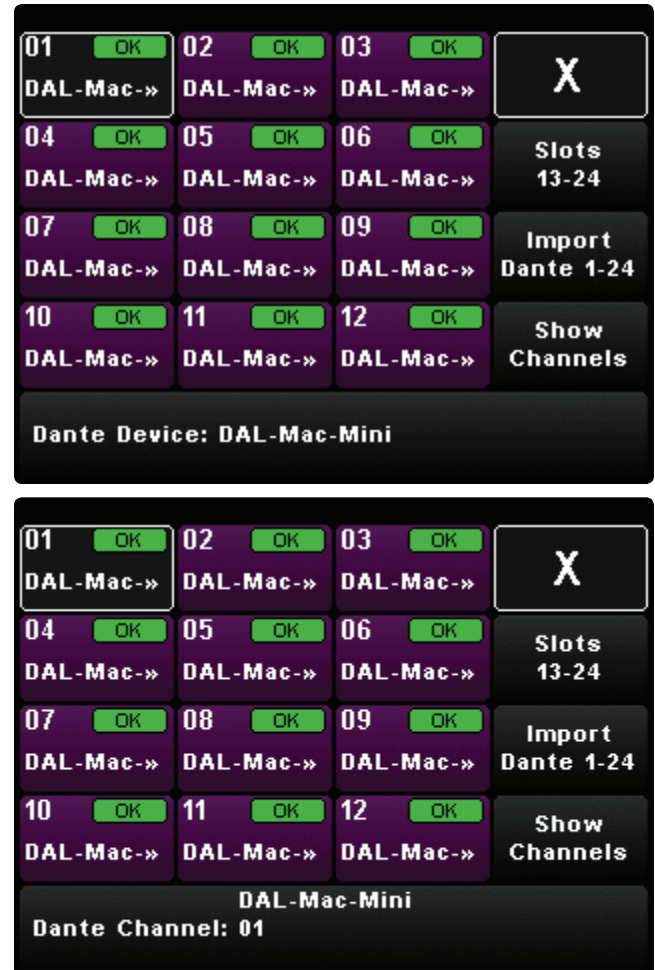 01 OK 02 OK 03 OK
DAL-Mac-» DAL-Mac-» DAL-Mac-» X
04 OK 05 OK 06 OK Slots
DAL-Mac-» DAL-Mac-» DAL-Mac-» 13-24
07 OK 08 OK 09 OK Import
DAL-Mac-» DAL-Mac-» DAL-Mac-» Dante 1-24
10 OK 11 OK 12 OK Show
DAL-Mac-» DAL-Mac-» DAL-Mac-» Channels
Dante Device: DAL-Mac-Mini
01 OK 02 OK 03 OK
DAL-Mac-» DAL-Mac-» DAL-Mac-» X
04 OK 05 OK 06 OK Slots
DAL-Mac-» DAL-Mac-» DAL-Mac-» 13-24
07 OK 08 OK 09 OK Import
DAL-Mac-» DAL-Mac-» DAL-Mac-» Dante 1-24
10 OK 11 OK 12 OK Show
DAL-Mac-» DAL-Mac-» DAL-Mac-» Channels
DAL-Mac-Mini
Dante Channel: 01